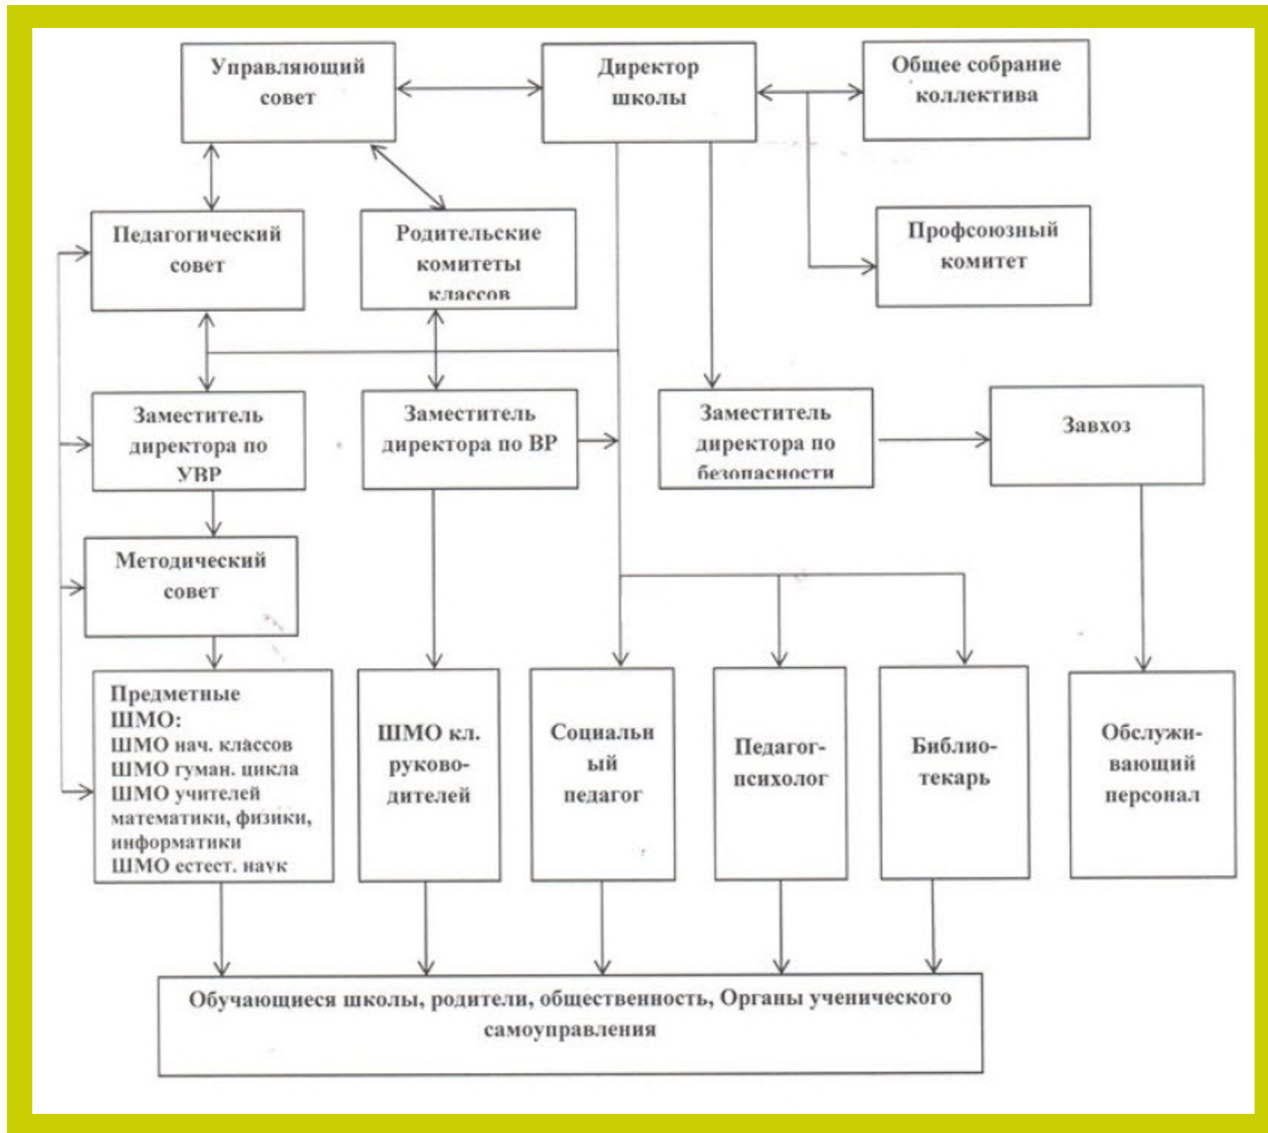 Управляющий
совет
Директор
школы
Общее собрание
коллектива
Педагогический
совет
Родительские
комитеты
классов
Профсоюзный
комитет
Заместитель
директора по
УВР
Заместитель
директора по ВР
Заместитель
директора по
безопасности
Завхоз
Методический
совет
Предметные
ШМО:
ШМО нач. классов
ШМО гуман. цикла
ШМО учителей
математики, физики,
информатики
ШМО естест. наук
ШМО кл.
руково-
дителей
Социальн
ый
педагог
Педагог-
психолог
Библио-
текарь
Обслужи-
вающий
персонал
Обучающиеся школы, родители, общественность, Органы ученического
самоуправления